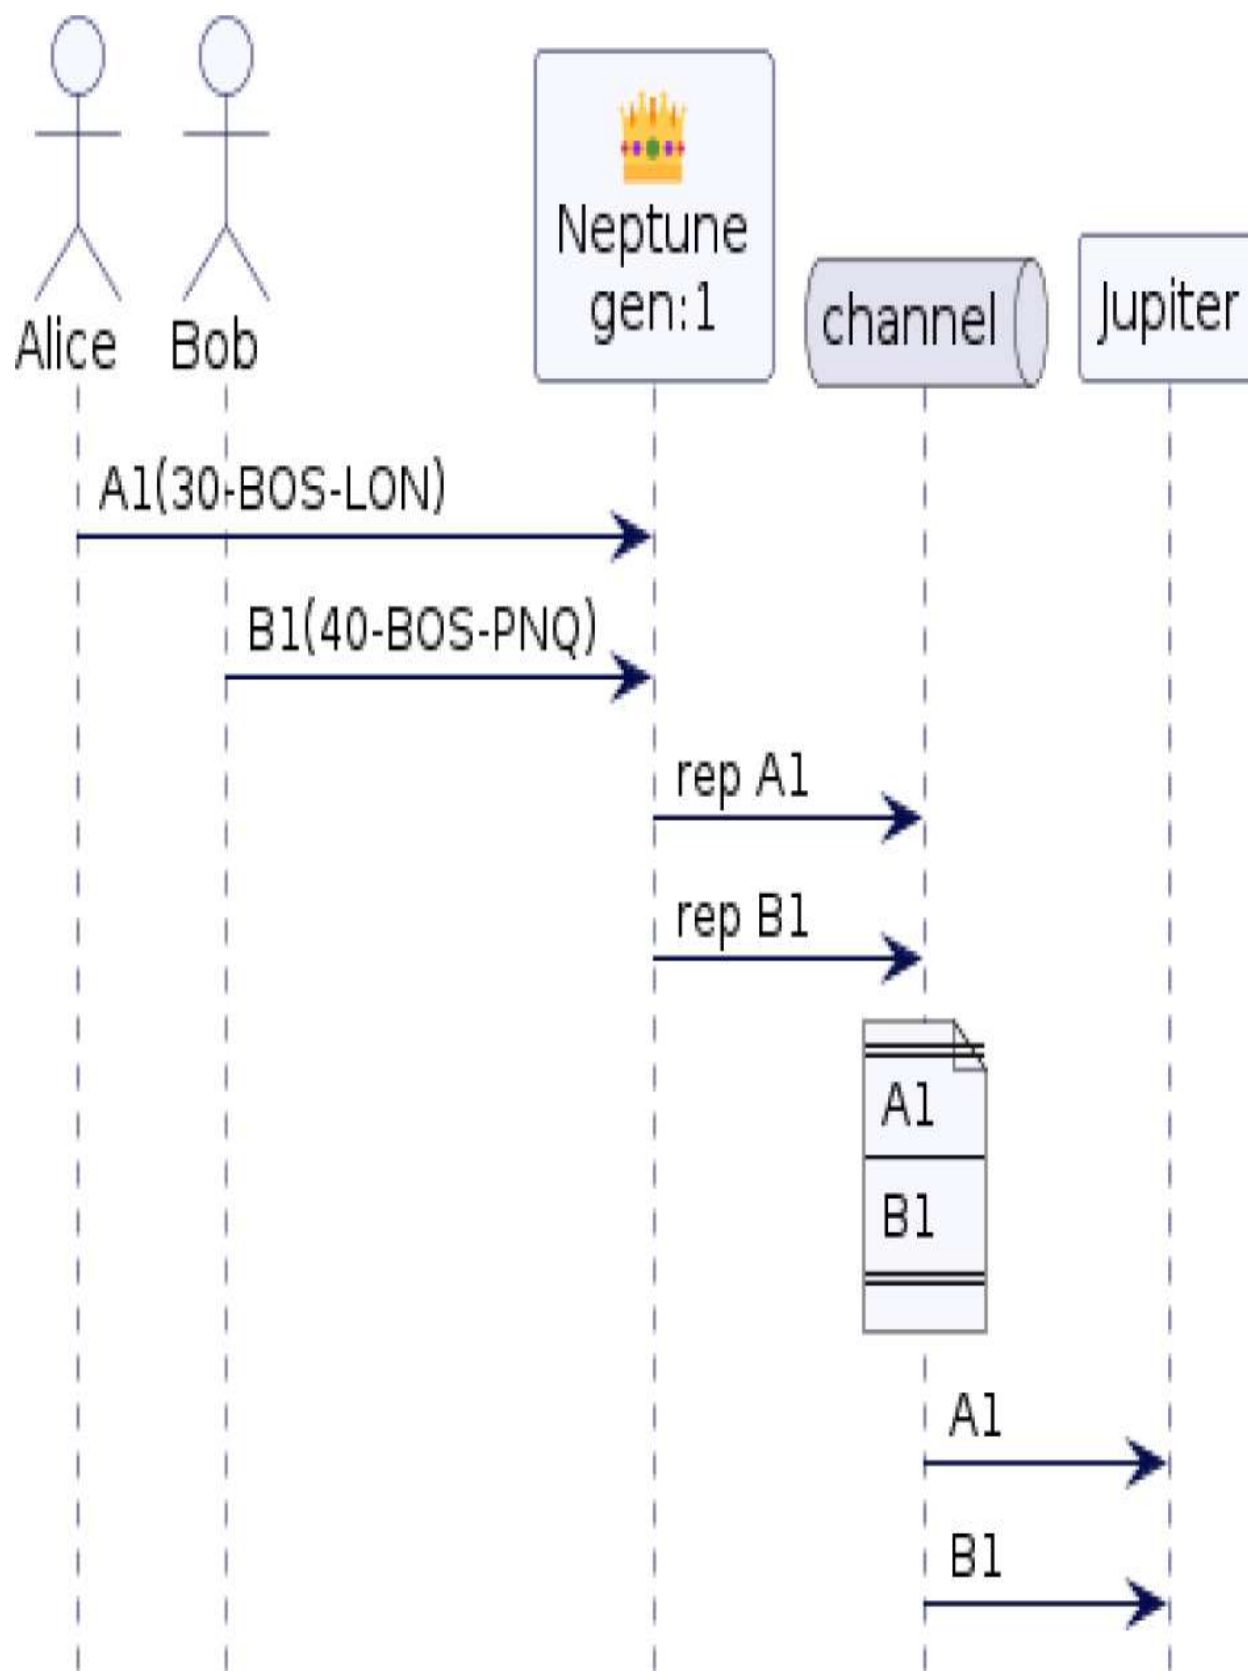 Alice
Bob
Neptune
gen:1
channel
Jupiter
A1(30-BOS-LON)
B1(40-BOS-PNQ)
rep A1
rep B1
A1
B1
A1
B1